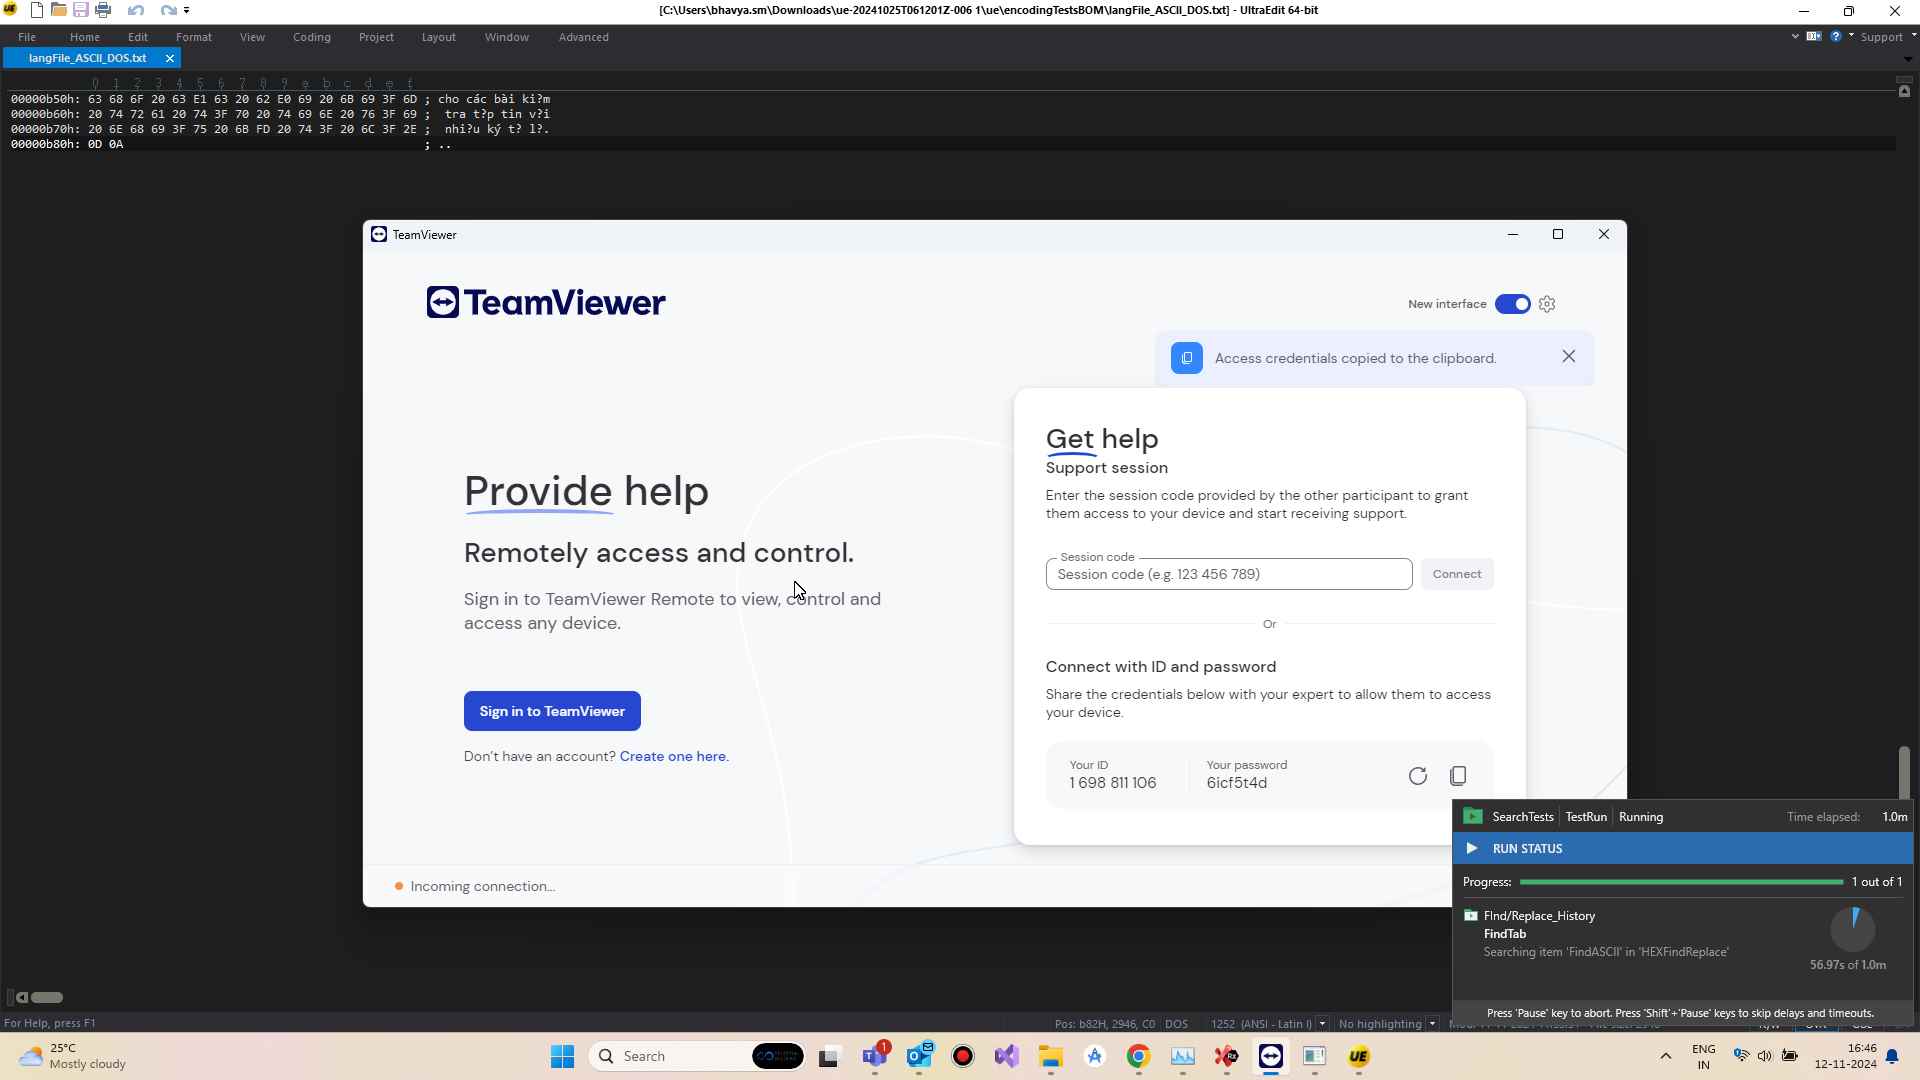 [C:\Users\bhavya.sm\Downloads\ue-20241025T061201Z-006 1\ue\encodingTestsBOM\langFile_ASCII_DOS.txt] - UltraEdit 64-bit
File Home Edit Format View Coding Project Layout Window Advanced Support
langFile_ASCII_DOS.txt
0 1 2 3 4 5 6 7 8 9 a b c d e f
00000b50h: 63 68 6F 20 63 E1 63 20 62 E0 69 20 6B 69 3F 6D ; cho các bài ki?m
00000b60h: 20 74 72 61 20 74 3F 70 20 74 69 6E 20 76 3F 69 ;  tra t?p tin v?i
00000b70h: 20 6E 68 69 3F 75 20 6B FD 20 74 3F 20 6C 3F 2E ;  nhi?u ký t? l?.
00000b80h: 0D 0A ; ..
TeamViewer
TeamViewer
New interface
Access credentials copied to the clipboard.
Provide help
Remotely access and control.
Sign in to TeamViewer Remote to view, control and
access any device.
Sign in to TeamViewer
Don't have an account? Create one here.
Get help
Support session
Enter the session code provided by the other participant to grant
them access to your device and start receiving support.
Session code
Session code (e.g. 123 456 789)
Connect
Or
Connect with ID and password
Share the credentials below with your expert to allow them to access
your device.
Your ID Your password
1 698 811 106 6icf5t4d
Incoming connection...
SearchTests TestRun Running Time elapsed: 1.0m
RUN STATUS
Progress: 1 out of 1
FInd/Replace_History
FindTab
Searching item 'FindASCII' in 'HEXFindReplace'
56.97s of 1.0m
Press 'Pause' key to abort. Press 'Shift'+'Pause' keys to skip delays and timeouts.
For Help, press F1
Pos: b82H, 2946, C0 DOS 1252 (ANSI - Latin I) No highlighting
25°C
Mostly cloudy
Search
1
UE
ENG
IN
16:46
12-11-2024